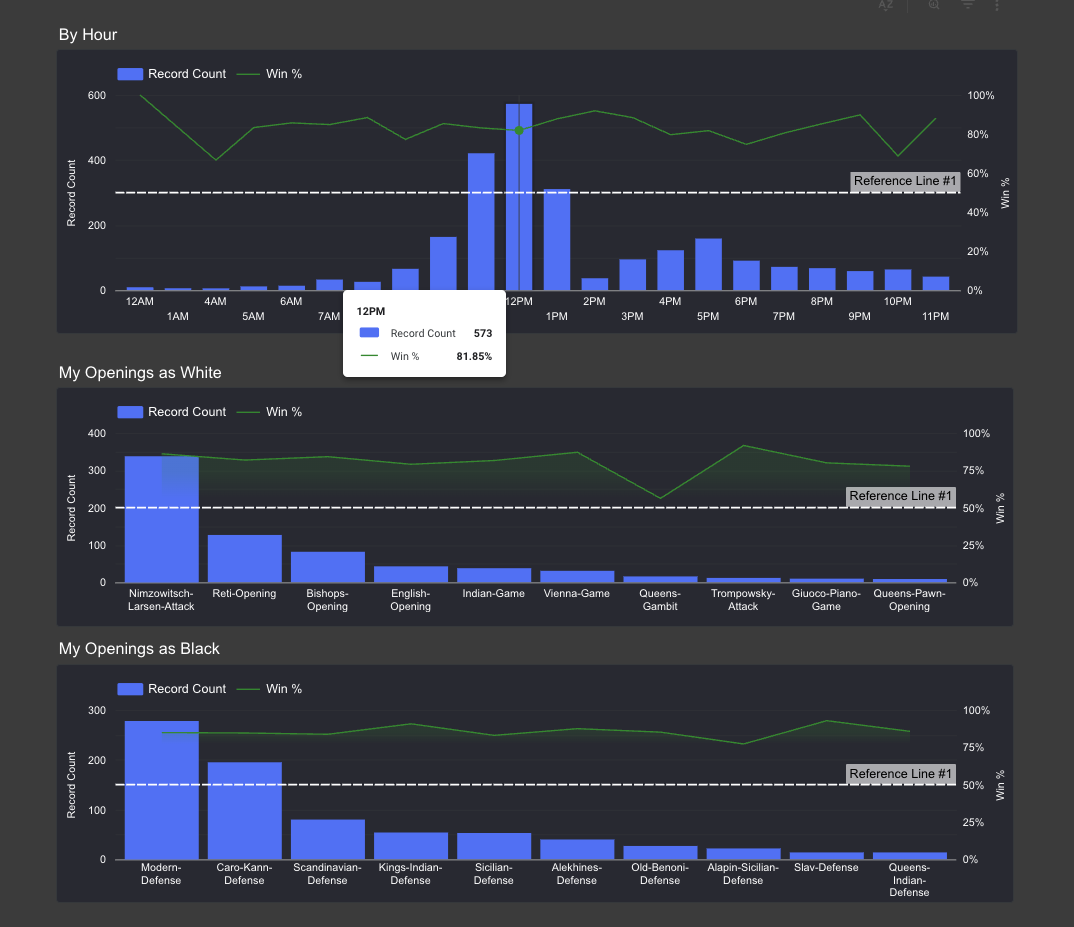 AZ
By Hour
Record Count Win %
600 100%
80%
400
60%
Reference Line #1
40%
200
20%
0 0%
Record Count
Win %
12AM 4AM 6AM 12PM 2PM 4PM 6PM 8PM 10PM
1AM 5AM 7AM 1PM 3PM 5PM 7PM 9PM 11PM
12PM
Record Count 573
Win % 81.85%
My Openings as White
Record Count Win %
400 100%
300 75%
Reference Line #1
200 50%
100 25%
0 0%
Record Count
Win %
Nimzowitsch-
Larsen-Attack
Reti-Opening
Bishops-
Opening
English-
Opening
Indian-Game
Vienna-Game
Queens-
Gambit
Trompowsky-
Attack
Giuoco-Piano-
Game
Queens-Pawn-
Opening
My Openings as Black
Record Count Win %
300 100%
75%
200
Reference Line #1
50%
100
25%
0 0%
Record Count
Win %
Modern-
Defense
Caro-Kann-
Defense
Scandinavian-
Defense
Kings-Indian-
Defense
Sicilian-
Defense
Alekhines-
Defense
Old-Benoni-
Defense
Alapin-Sicilian-
Defense
Slav-Defense
Queens-
Indian-
Defense